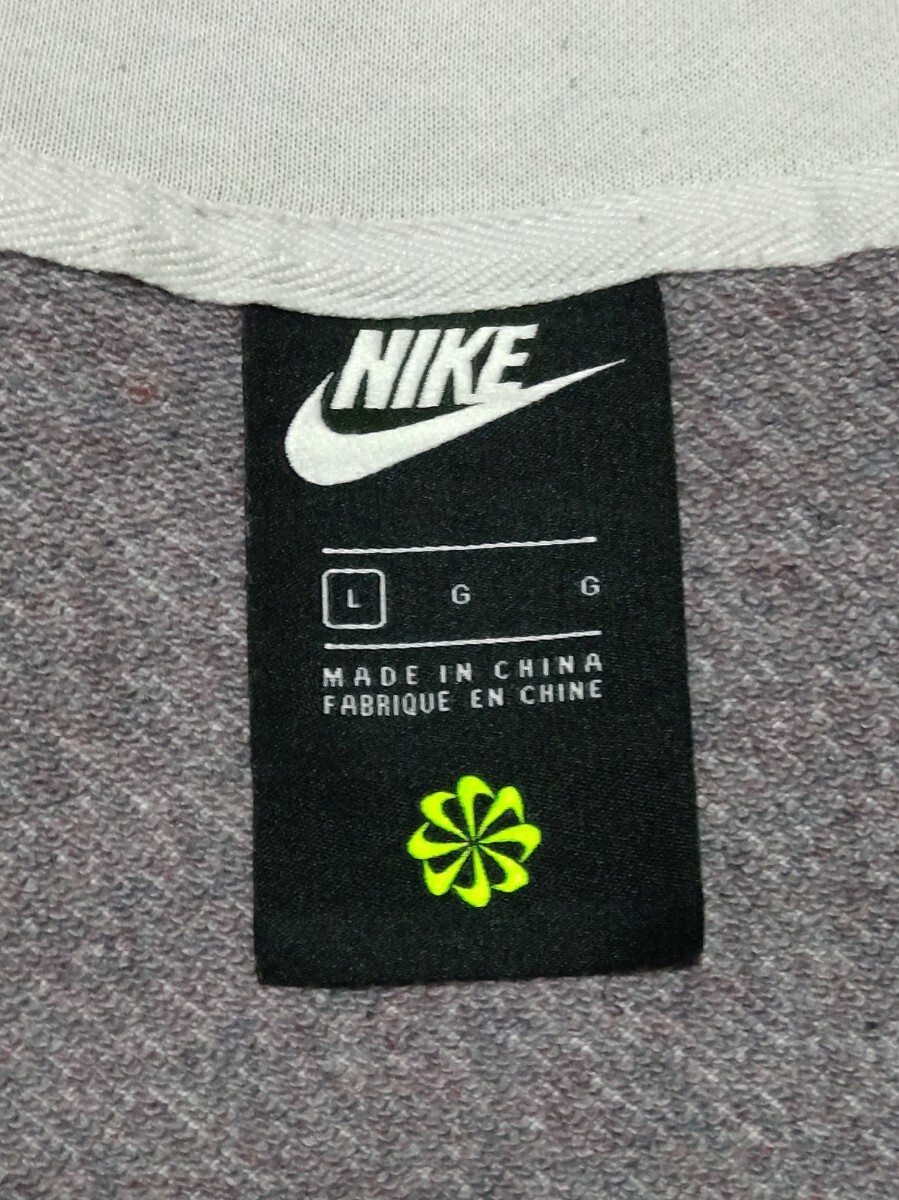 NIKE
L G G
MADE IN CHINA
FABRIQUE EN CHINE